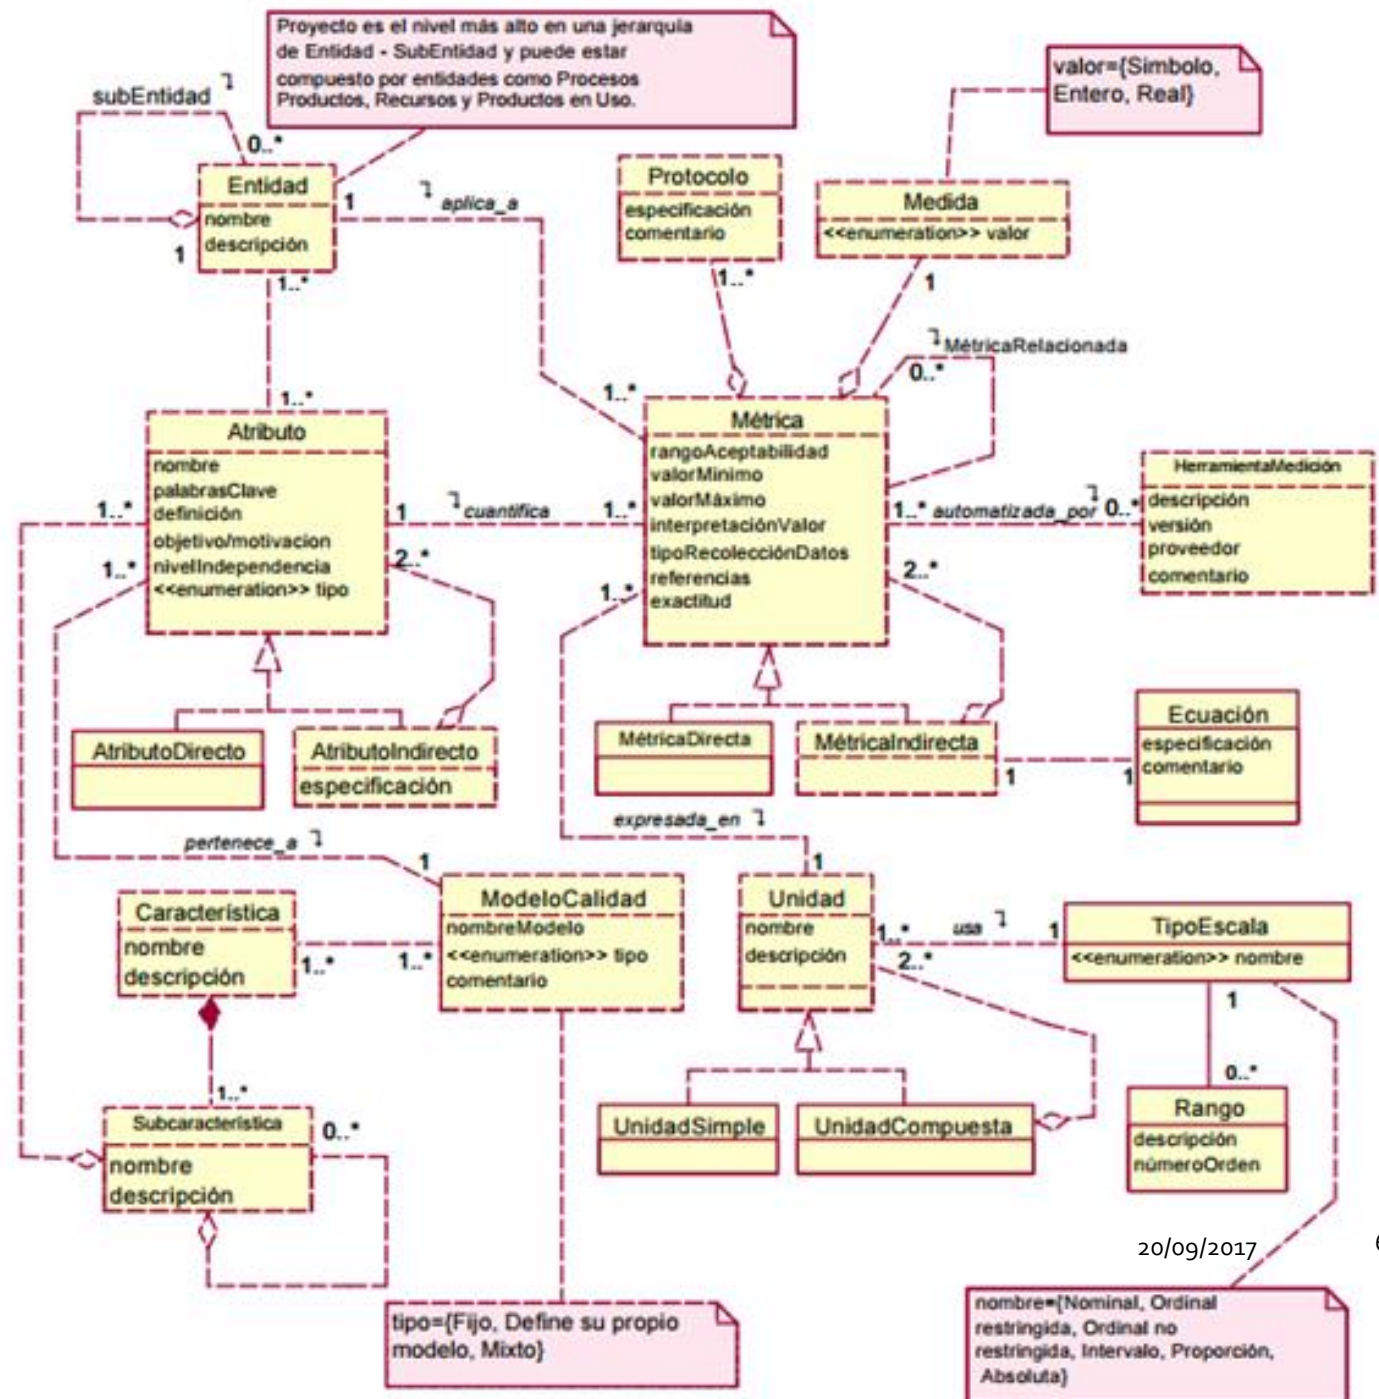 Proyecto es el nivel más alto en una jerarquía
de Entidad - SubEntidad y puede estar
compuesto por entidades como Procesos
Productos, Recursos y Productos en Uso.
valor={Simbolo,
Entero, Real}
subEntidad
0..*
Entidad
nombre
descripción
1
1
1..*
aplica_a
Protocolo
especificación
comentario
1..*
Medida
<<enumeration>> valor
1
MétricaRelacionada
0..*
1..*
1..*
Atributo
nombre
palabrasClave
definición
objetivo/motivacion
nivelIndependencia
<<enumeration>> tipo
1..*
1..*
1
cuantifica
1..*
2..*
Métrica
rangoAceptabilidad
valorMinimo
valorMáximo
interpretaciónValor
tipoRecolecciónDatos
referencias
exactitud
1..*
1..*
automatizada_por
0..*
2..*
HerramientaMedición
descripción
versión
proveedor
comentario
AtributoDirecto
AtributoIndirecto
especificación
MétricaDirecta
MétricaIndirecta
1
1
Ecuación
especificación
comentario
pertenece_a
1
expresada_en
1
Característica
nombre
descripción
1..*
1..*
ModeloCalidad
nombreModelo
<<enumeration>> tipo
comentario
Unidad
nombre
descripción
1..*
usa
1
2..*
TipoEscala
<<enumeration>> nombre
1
0..*
1..*
Subcaracterística
nombre
descripción
0..*
UnidadSimple
UnidadCompuesta
Rango
descripción
númeroOrden
20/09/2017
tipo={Fijo, Define su propio
modelo, Mixto}
nombre={Nominal, Ordinal
restringida, Ordinal no
restringida, Intervalo, Proporción,
Absoluta}